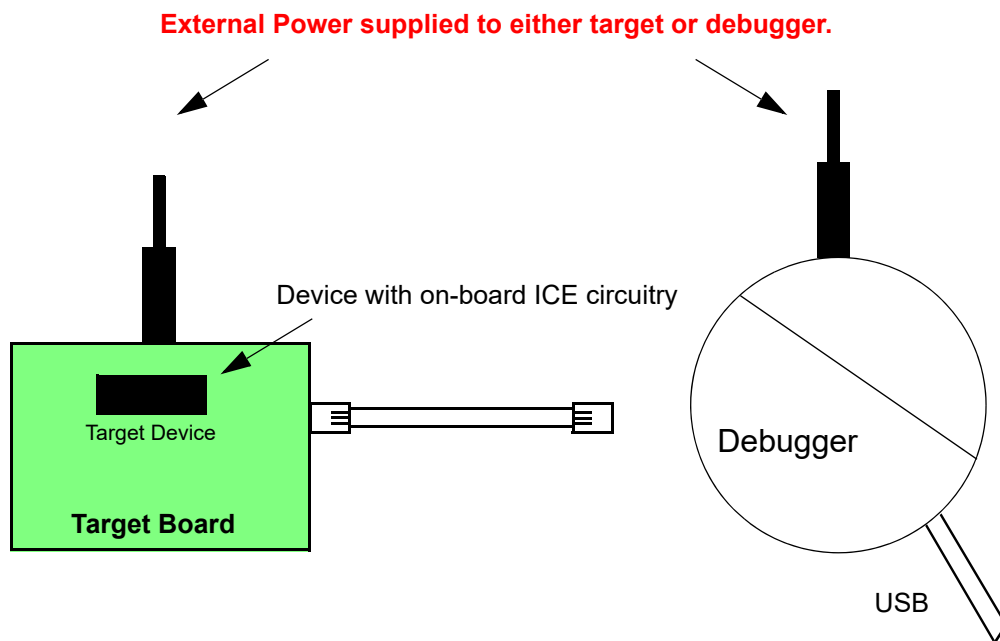 External Power supplied to either target or debugger.
Device with on-board ICE circuitry
Target Device
Debugger
Target Board
USB